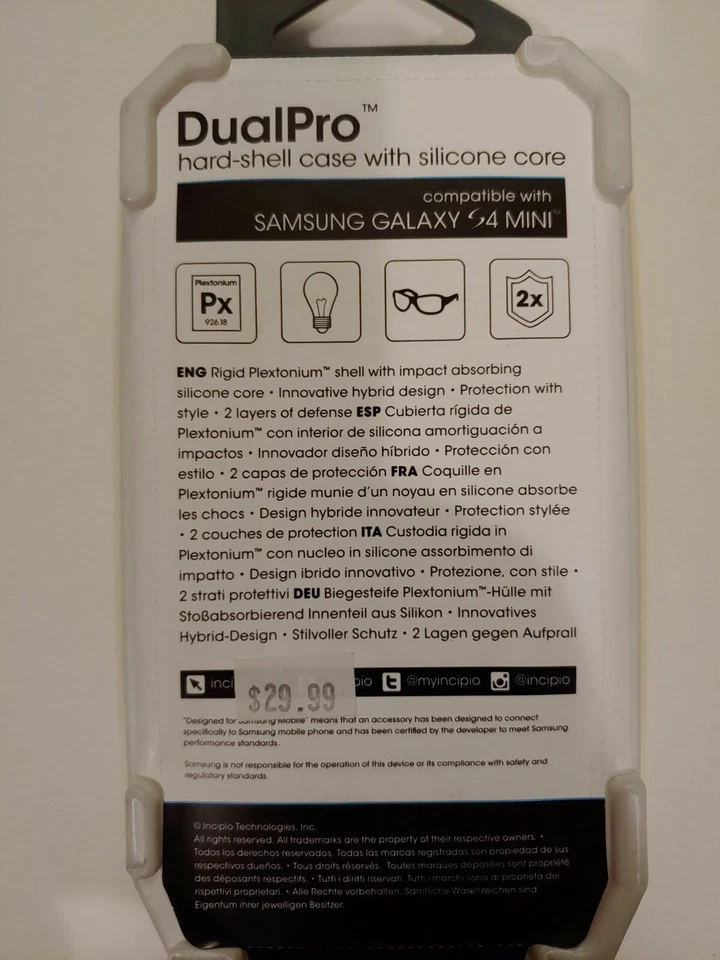 DualPro™
hard-shell case with silicone core
compatible with
SAMSUNG GALAXY S4 MINI™
Plextonium
Px
926.18
2x
ENG Rigid Plextonium™ shell with impact absorbing
silicone core • Innovative hybrid design • Protection with
style • 2 layers of defense ESP Cubierta rígida de
Plextonium™ con interior de silicona amortiguación a
impactos • Innovador diseño híbrido • Protección con
estilo • 2 capas de protección FRA Coquille en
Plextonium™ rigide munie d'un noyau en silicone absorbe
les chocs • Design hybride innovateur • Protection stylée
• 2 couches de protection ITA Custodia rigida in
Plextonium™ con nucleo in silicone assorbimento di
impatto • Design ibrido innovativo • Protezione, con stile •
2 strati protettivi DEU Biegesteife Plextonium™-Hülle mit
Stoßabsorbierend Innenteil aus Silikon • Innovatives
Hybrid-Design • Stilvoller Schutz • 2 Lagen gegen Aufprall
@myincipio @incipio
$29.99
"Designed for Samsung Mobile" means that an accessory has been designed to connect
specifically to Samsung mobile phone and has been certified by the developer to meet Samsung
performance standards.
Samsung is not responsible for the operation of this device or its compliance with safety and
regulatory standards.
© Incipio Technologies, Inc.
All rights reserved. All trademarks are the property of their respective owners. •
Todos los derechos reservados. Todas las marcas registradas son propiedad de sus
respectivos dueños. • Tous droits réservés. Toutes marques déposées sont propriété
des déposants respectifs. • Tutti i diritti riservati. Tutti i marchi sono di proprietà dei
rispettivi proprietari. • Alle Rechte vorbehalten. Sämtliche Warenzeichen sind
Eigentum ihrer jeweiligen Besitzer.